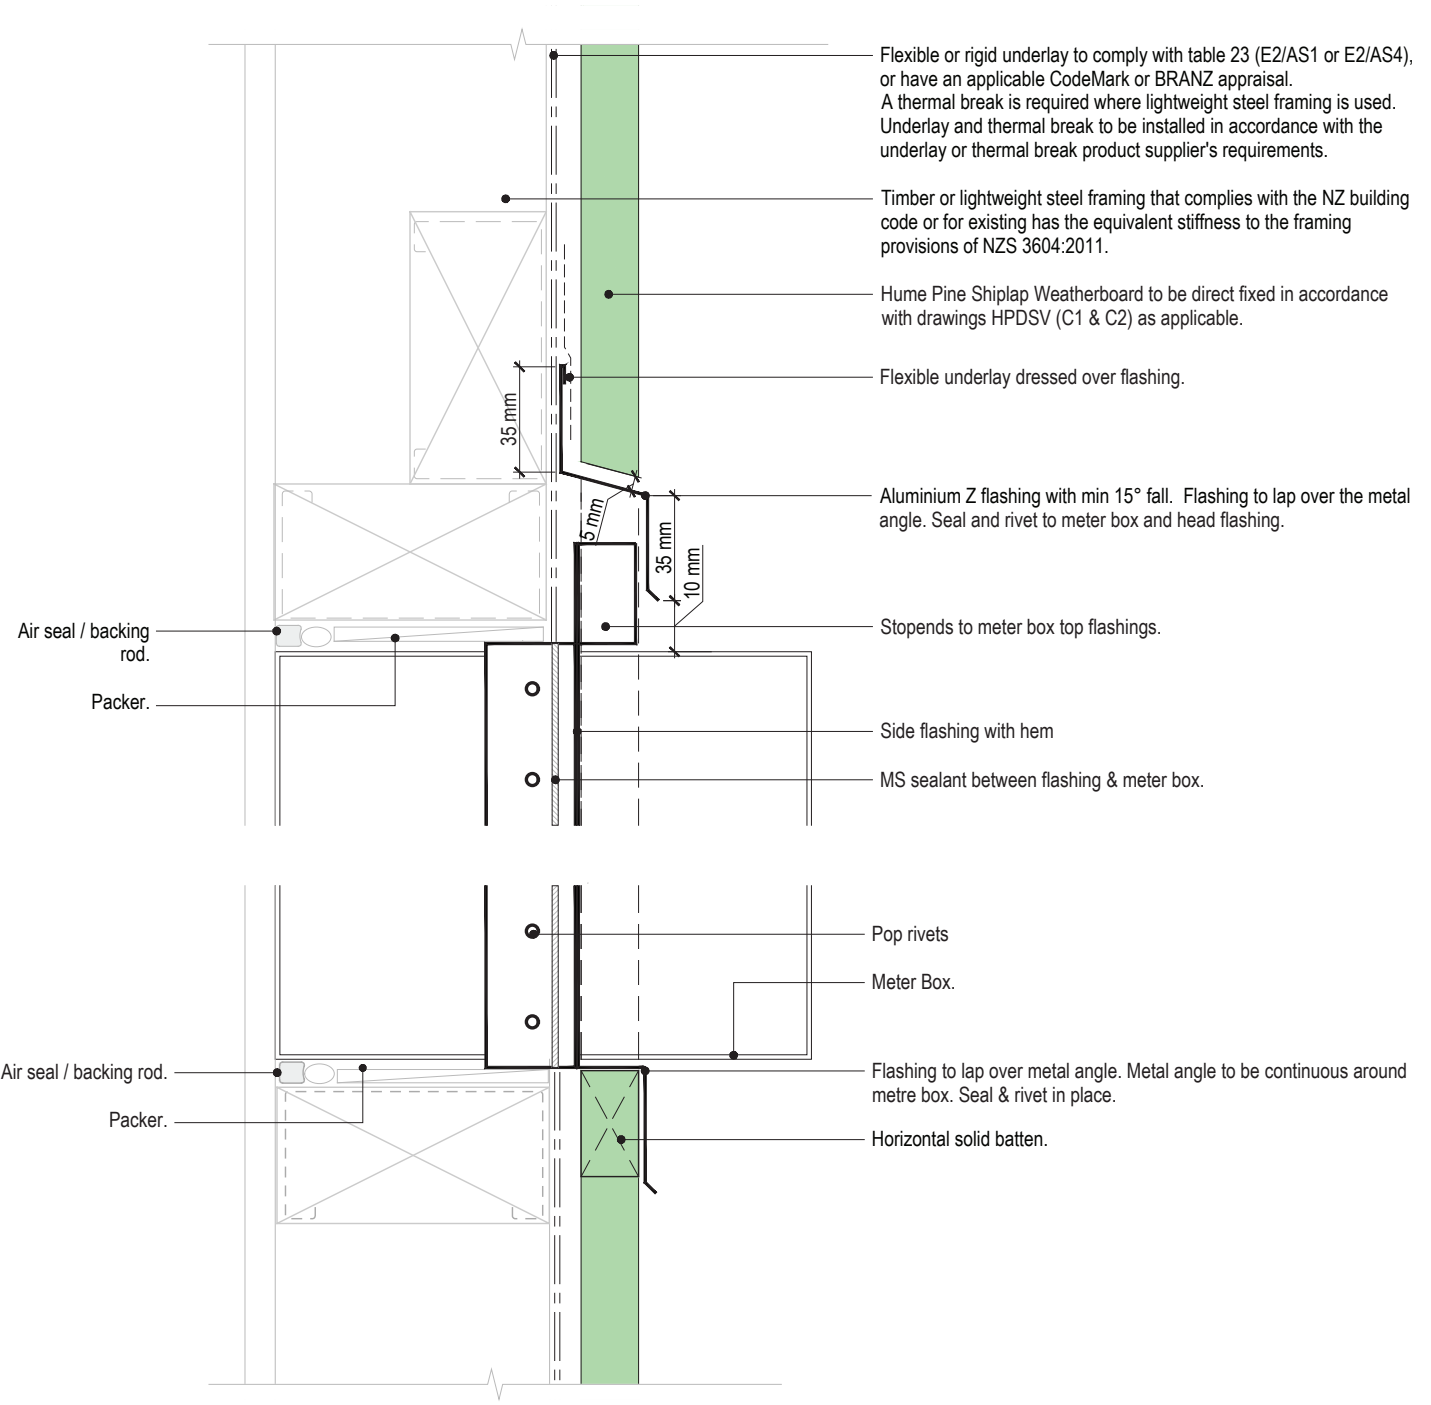 Flexible or rigid underlay to comply with table 23 (E2/AS1 or E2/AS4),
or have an applicable CodeMark or BRANZ appraisal.
A thermal break is required where lightweight steel framing is used.
Underlay and thermal break to be installed in accordance with the
underlay or thermal break product supplier's requirements.
Timber or lightweight steel framing that complies with the NZ building
code or for existing has the equivalent stiffness to the framing
provisions of NZS 3604:2011.
Hume Pine Shiplap Weatherboard to be direct fixed in accordance
with drawings HPDSV (C1 & C2) as applicable.
Flexible underlay dressed over flashing.
35 mm
Aluminium Z flashing with min 15° fall. Flashing to lap over the metal
angle. Seal and rivet to meter box and head flashing.
5 mm
35 mm
10 mm
Stopends to meter box top flashings.
Air seal / backing
rod.
Packer.
Side flashing with hem
MS sealant between flashing & meter box.
Pop rivets
Meter Box.
Air seal / backing rod.
Flashing to lap over metal angle. Metal angle to be continuous around
metre box. Seal & rivet in place.
Packer.
Horizontal solid batten.